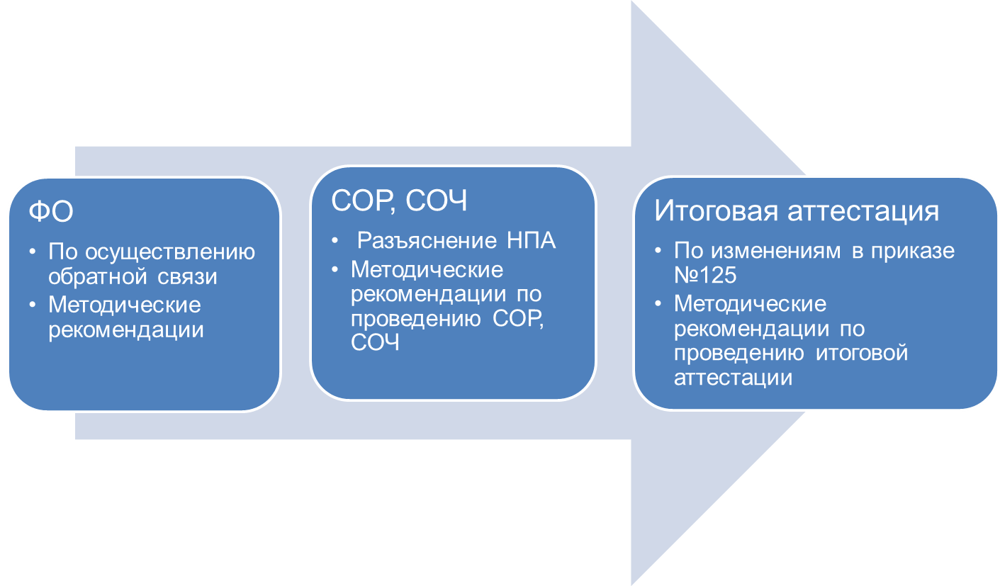 ФО
• По осуществлению
обратной связи
• Методические
рекомендации
СОР, СОЧ
• Разъяснение НПА
• Методические
рекомендации по
проведению СОР,
СОЧ
Итоговая аттестация
• По изменениям в приказе
№125
• Методические
рекомендации по
проведению итоговой
аттестации